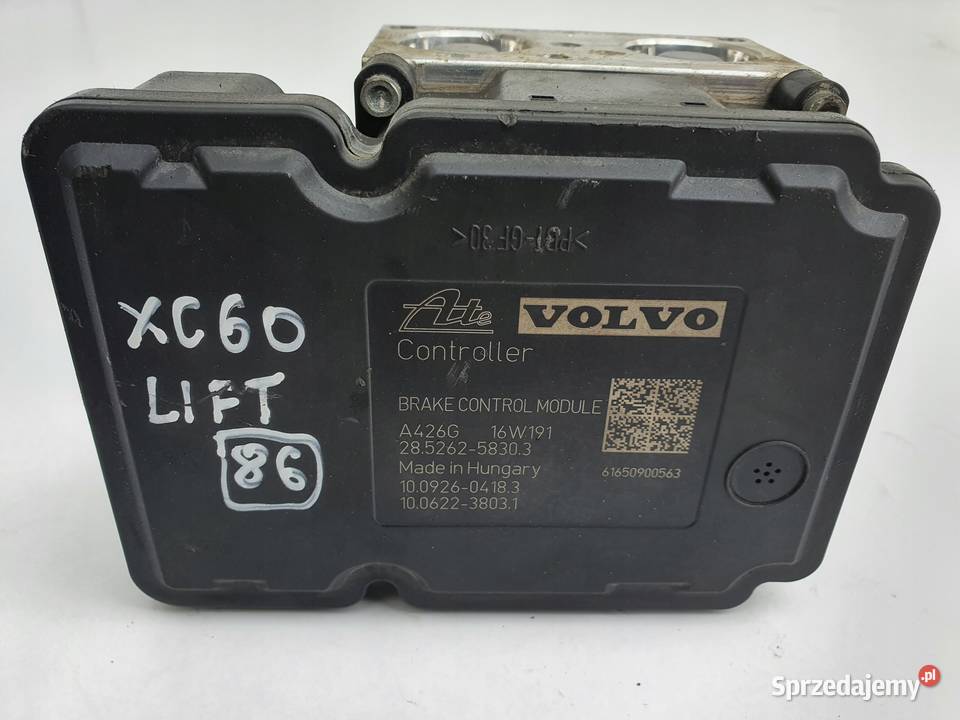 >PBT-GF30<
XC60
LIFT
86
Ate VOLVO
Controller
BRAKE CONTROL MODULE
A426G 16W191
28.5262-5830.3
Made in Hungary
10.0926-0418.3
10.0622-3803.1
61650900563
Sprzedajemy.pl